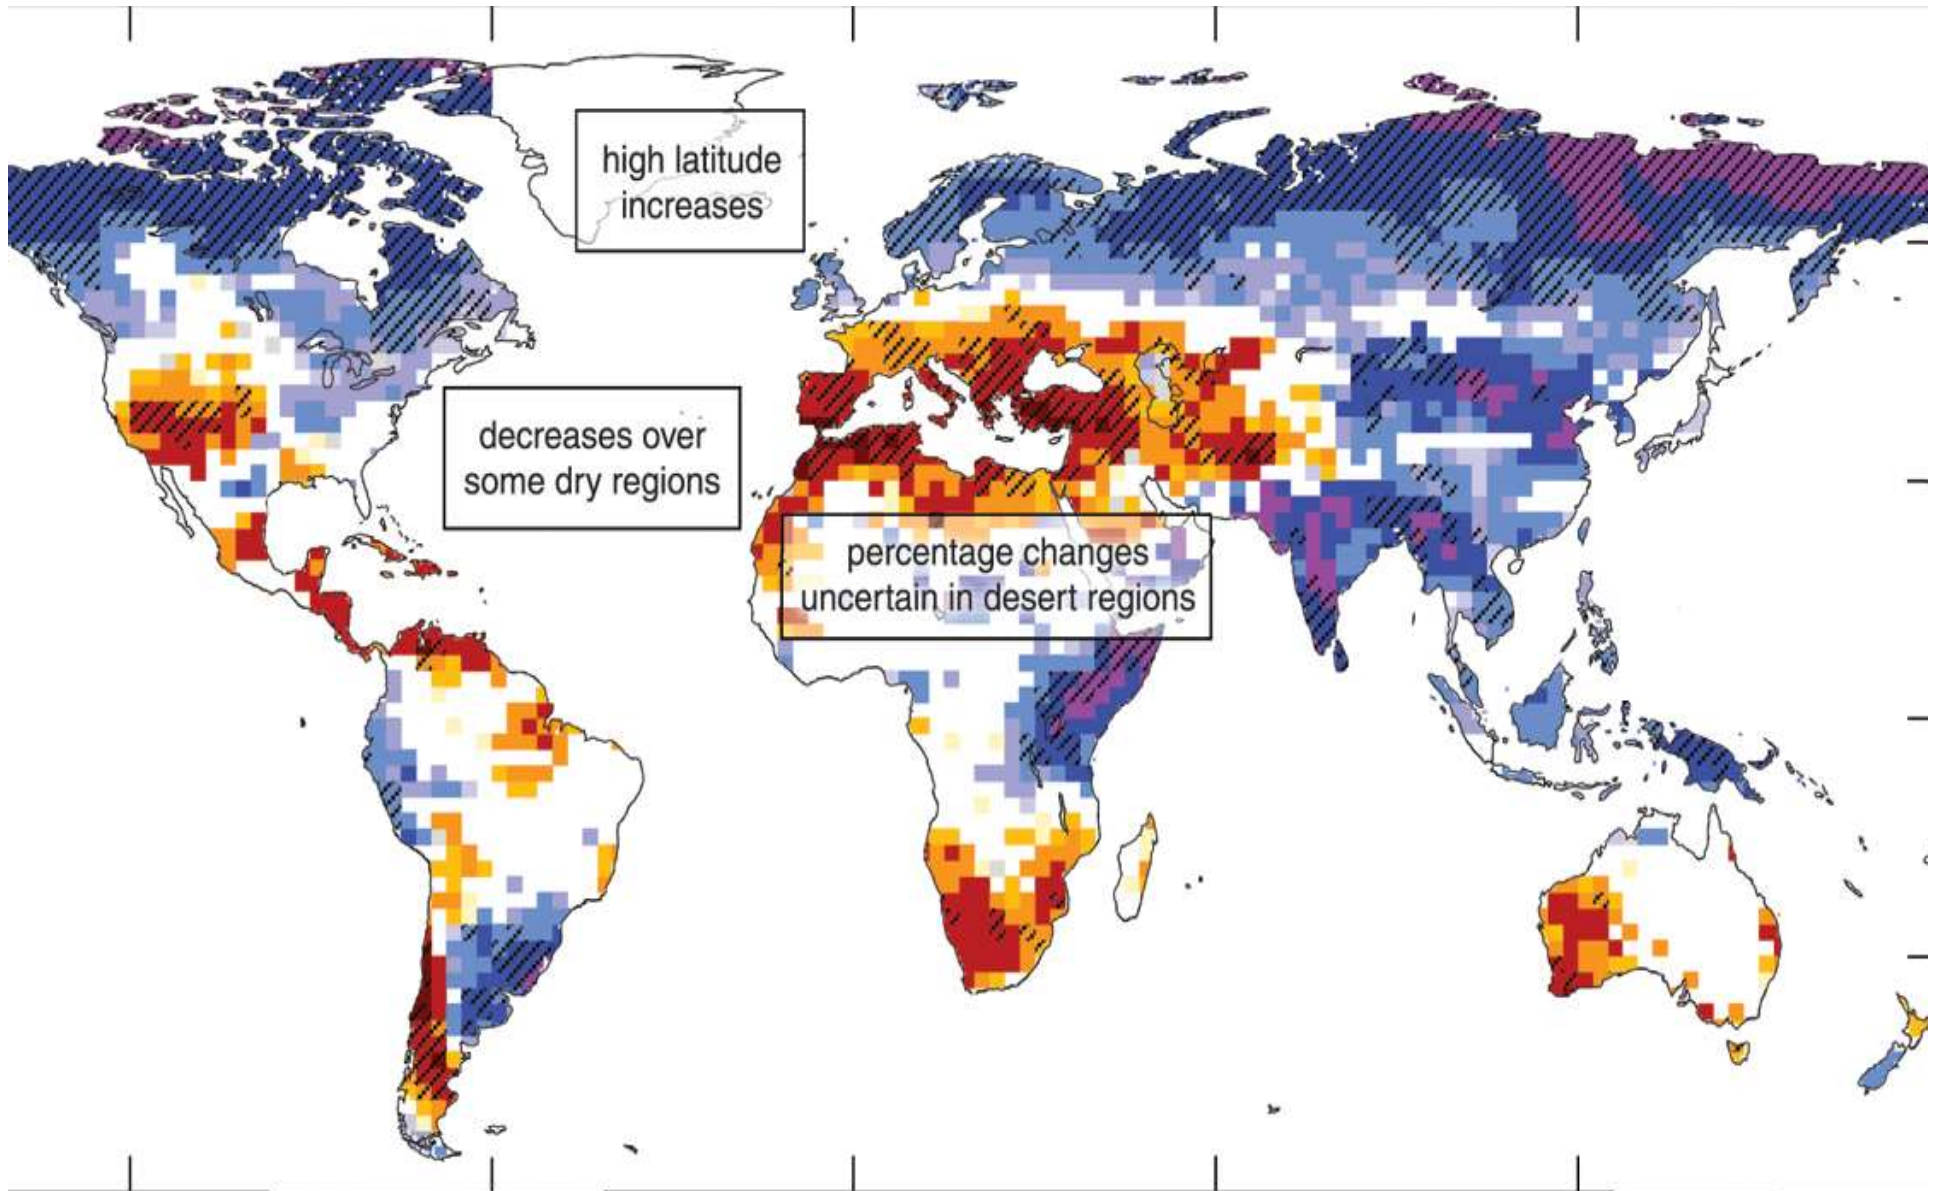 high latitude
increases
decreases over
some dry regions
percentage changes
uncertain in desert regions